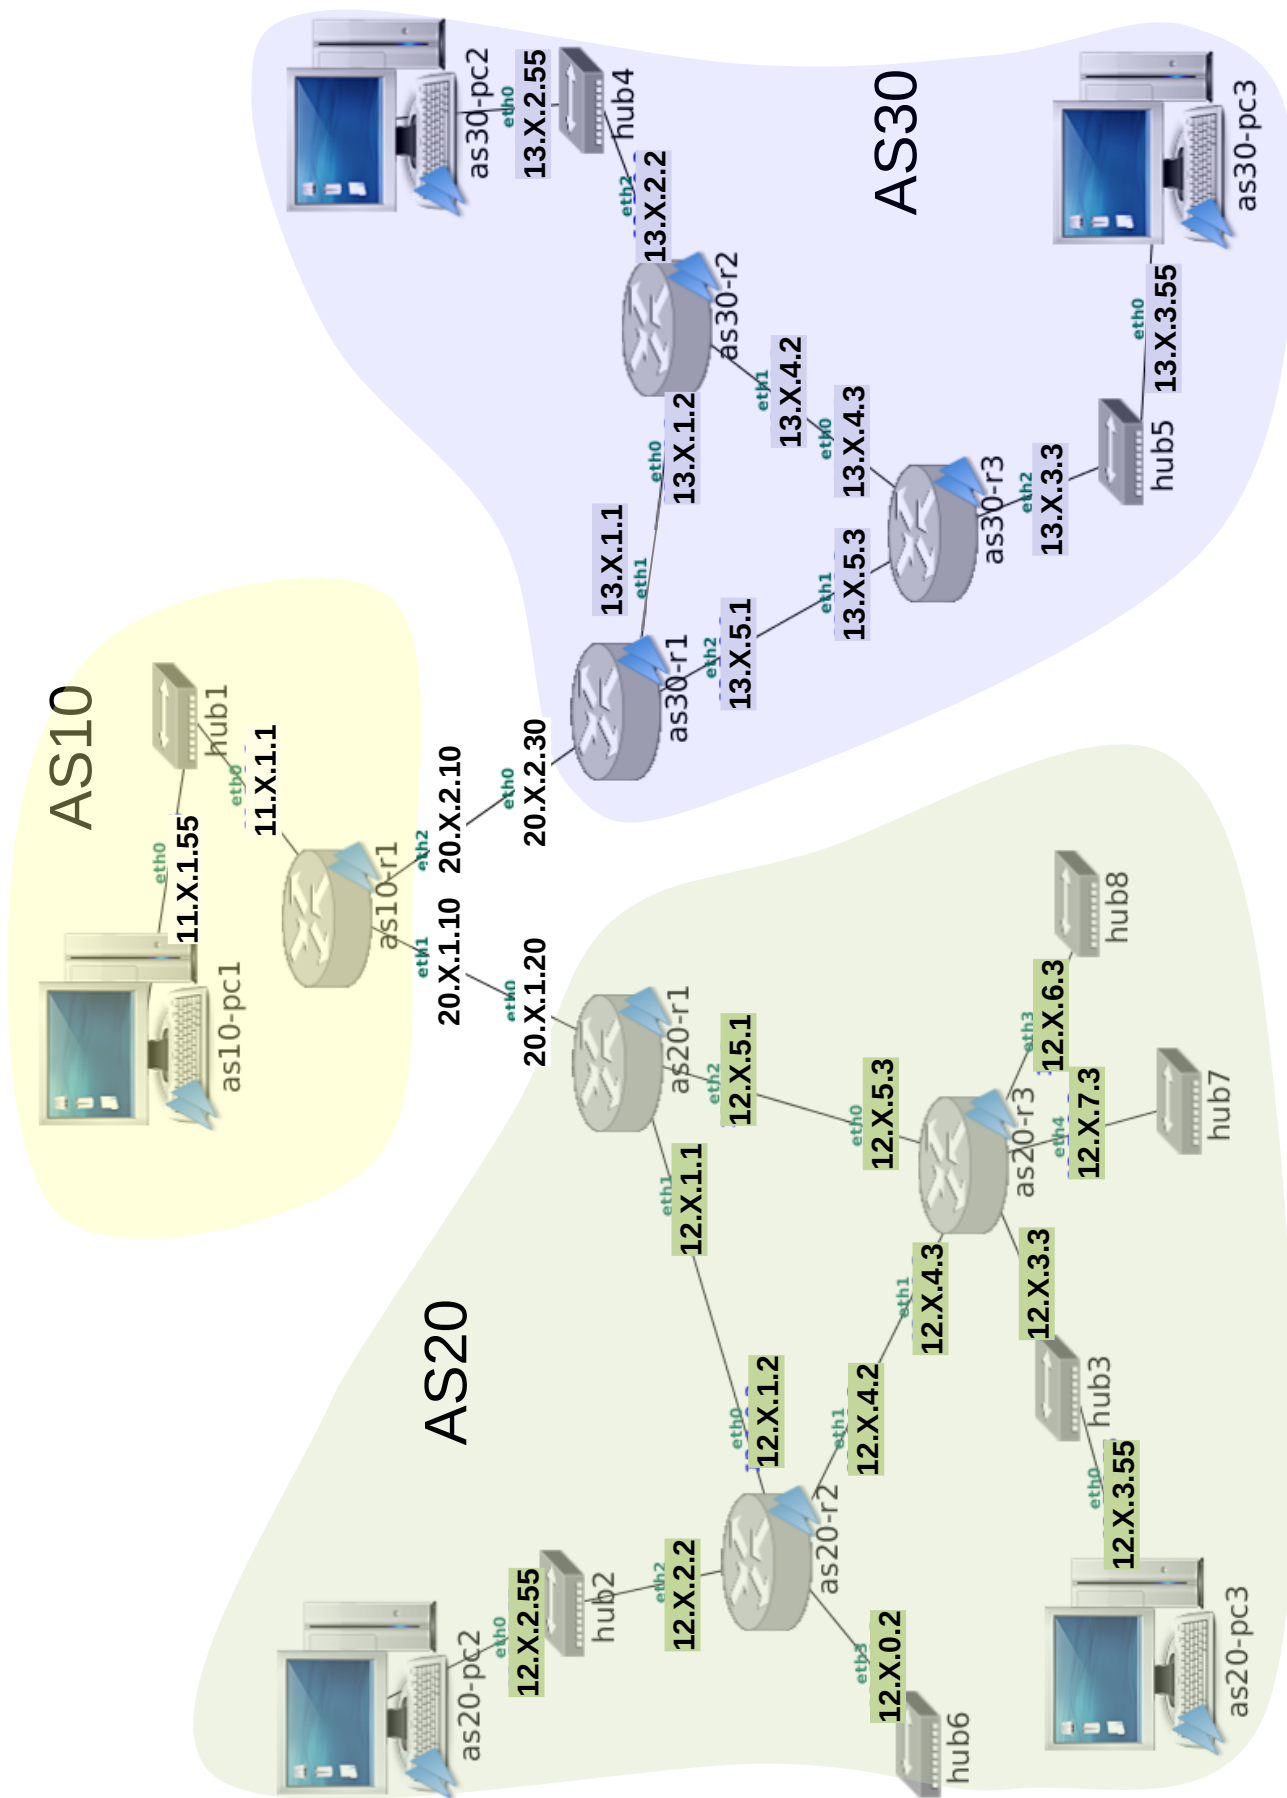 AS10
hub1
eth0
11.X.1.1
eth0
11.X.1.55
as10-pc1
as10-r1
eth2
20.X.2.10
eth1
20.X.1.10
eth0
20.X.2.30
eth0
20.X.1.20
AS30
as30-pc2
eth0
13.X.2.55
hub4
eth2
13.X.2.2
as30-r2
eth0
13.X.1.2
eth1
13.X.1.1
as30-r1
eth2
13.X.5.1
eth1
13.X.4.2
eth0
13.X.4.3
eth1
13.X.5.3
as30-r3
eth2
13.X.3.3
hub5
eth0
13.X.3.55
as30-pc3
AS20
as20-r1
eth2
12.X.5.1
eth1
12.X.1.1
eth0
12.X.5.3
as20-r3
eth3
12.X.6.3
hub8
eth4
12.X.7.3
hub7
12.X.3.3
hub3
eth0
12.X.3.55
as20-pc3
eth1
12.X.4.3
eth1
12.X.4.2
eth0
12.X.1.2
as20-r2
eth2
12.X.2.2
hub2
eth0
12.X.2.55
as20-pc2
eth3
12.X.0.2
hub6